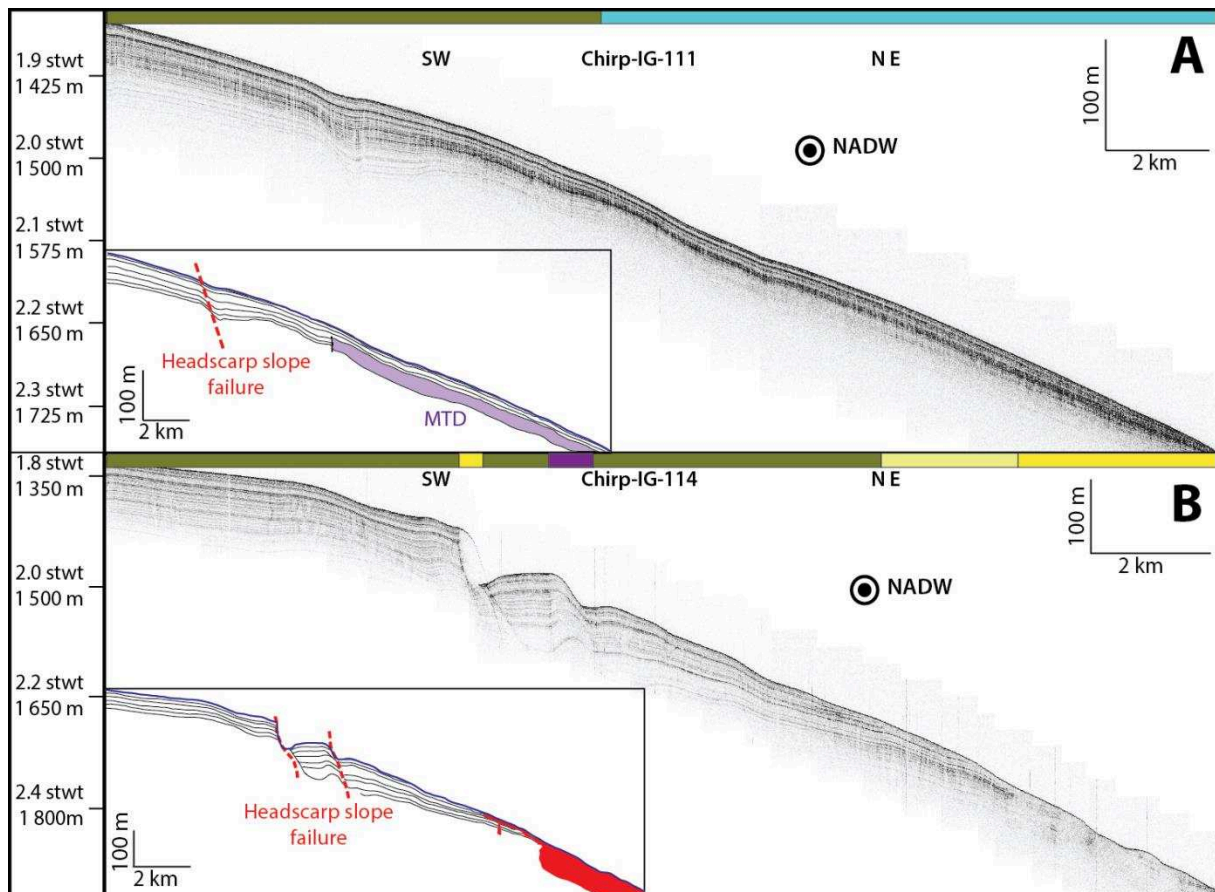 A
SW
Chirp-IG-111
N E
100 m
2 km
NADW
1.9 stwt
1 425 m
2.0 stwt
1 500 m
2.1 stwt
1 575 m
2.2 stwt
1 650 m
2.3 stwt
1 725 m
Headscarp slope
failure
MTD
100 m
2 km
B
SW
Chirp-IG-114
N E
100 m
2 km
NADW
1.8 stwt
1 350 m
2.0 stwt
1 500 m
2.2 stwt
1 650 m
2.4 stwt
1 800m
Headscarp slope
failure
100 m
2 km